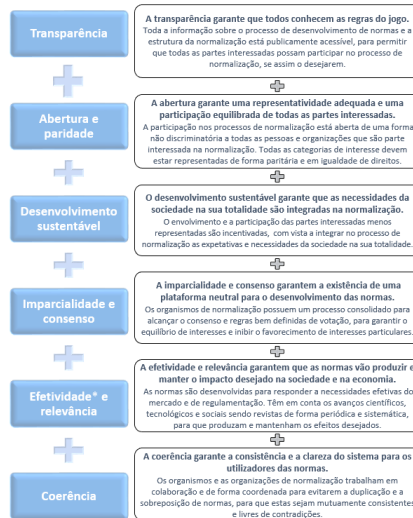 Transparência
A transparência garante que todos conhecem as regras do jogo.
Toda a informação sobre o processo de desenvolvimento de normas e a
estrutura da normalização está publicamente acessível, para permitir
que todas as partes interessadas possam participar no processo de
normalização, se assim o desejarem.
Abertura e
paridade
A abertura garante uma representatividade adequada e uma
participação equilibrada de todas as partes interessadas.
A participação nos processos de normalização está aberta de uma forma
não discriminatória a todas as pessoas e organizações que são parte
interessada na normalização. Todas as categorias de interesse devem
estar representadas de forma paritária e em igualdade de direitos.
Desenvolvimento
sustentável
O desenvolvimento sustentável garante que as necessidades da
sociedade na sua totalidade são integradas na normalização.
O envolvimento e a participação das partes interessadas menos
representadas são incentivadas, com vista a integrar no processo de
normalização as expetativas e necessidades da sociedade na sua totalidade.
Imparcialidade e
consenso
A imparcialidade e consenso garantem a existência de uma
plataforma neutral para o desenvolvimento das normas.
Os organismos de normalização possuem um processo consolidado para
alcançar o consenso e regras bem definidas de votação, para garantir o
equilíbrio de interesses e inibir o favorecimento de interesses particulares.
Efetividade* e
relevância
A efetividade e relevância garantem que as normas vão produzir e
manter o impacto desejado na sociedade e na economia.
As normas são desenvolvidas para responder a necessidades efetivas do
mercado e de regulamentação. Têm em conta os avanços científicos,
tecnológicos e sociais sendo revistas de forma periódica e sistemática,
para que produzam e mantenham os efeitos desejados.
Coerência
A coerência garante a consistência e a clareza do sistema para os
utilizadores das normas.
Os organismos e as organizações de normalização trabalham em
colaboração e de forma coordenada para evitarem a duplicação e a
sobreposição de normas, para que estas sejam mutuamente consistentes
e livres de contradições.